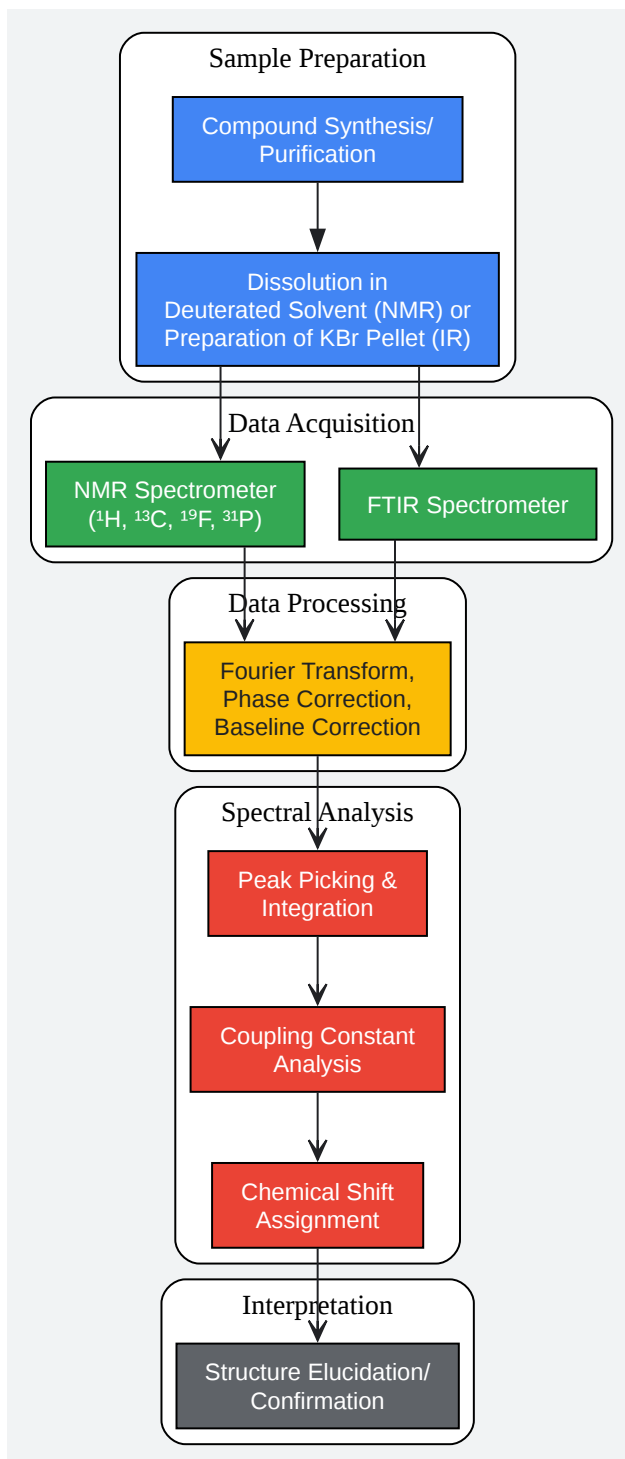 Sample Preparation
Compound Synthesis/
Purification
Dissolution in
Deuterated Solvent (NMR) or
Preparation of KBr Pellet (IR)
Data Acquisition
NMR Spectrometer
(¹H, ¹³C, ¹⁹F, ³¹P)
FTIR Spectrometer
Data Processing
Fourier Transform,
Phase Correction,
Baseline Correction
Spectral Analysis
Peak Picking &
Integration
Coupling Constant
Analysis
Chemical Shift
Assignment
Interpretation
Structure Elucidation/
Confirmation